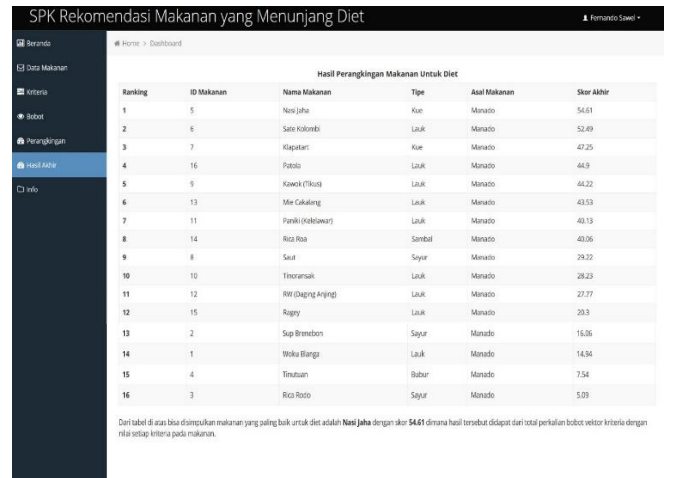 SPK Rekomendasi Makanan yang Menunjang Diet
Fernando Sawel
Beranda
Data Makanan
Kriteria
Bobot
Perangkingan
Hasil Akhir
Info
Home > Dashboard
Hasil Perangkingan Makanan Untuk Diet
Ranking ID Makanan Nama Makanan Tipe Asal Makanan Skor Akhir
1 5 Nasi Jaha Kue Manado 54.61
2 6 Sate Kolombi Lauk Manado 52.49
3 7 Klapatart Kue Manado 47.25
4 16 Patola Lauk Manado 44.9
5 9 Kawok (Tikus) Lauk Manado 44.22
6 13 Mie Cakalang Lauk Manado 43.53
7 11 Paniki (Kelelawar) Lauk Manado 40.13
8 14 Rica Roa Sambal Manado 40.06
9 8 Saut Sayur Manado 29.22
10 10 Tinoransak Lauk Manado 28.23
11 12 RW (Daging Anjing) Lauk Manado 27.77
12 15 Ragey Lauk Manado 20.3
13 2 Sup Brenebon Sayur Manado 16.06
14 1 Woku Blanga Lauk Manado 14.94
15 4 Tinutuan Bubur Manado 7.54
16 3 Rica Rodo Sayur Manado 5.09
Dari tabel di atas bisa disimpulkan makanan yang paling baik untuk diet adalah Nasi Jaha dengan skor 54.61 dimana hasil tersebut didapat dari total perkalian bobot vektor kriteria dengan
nilai setiap kriteria pada makanan.